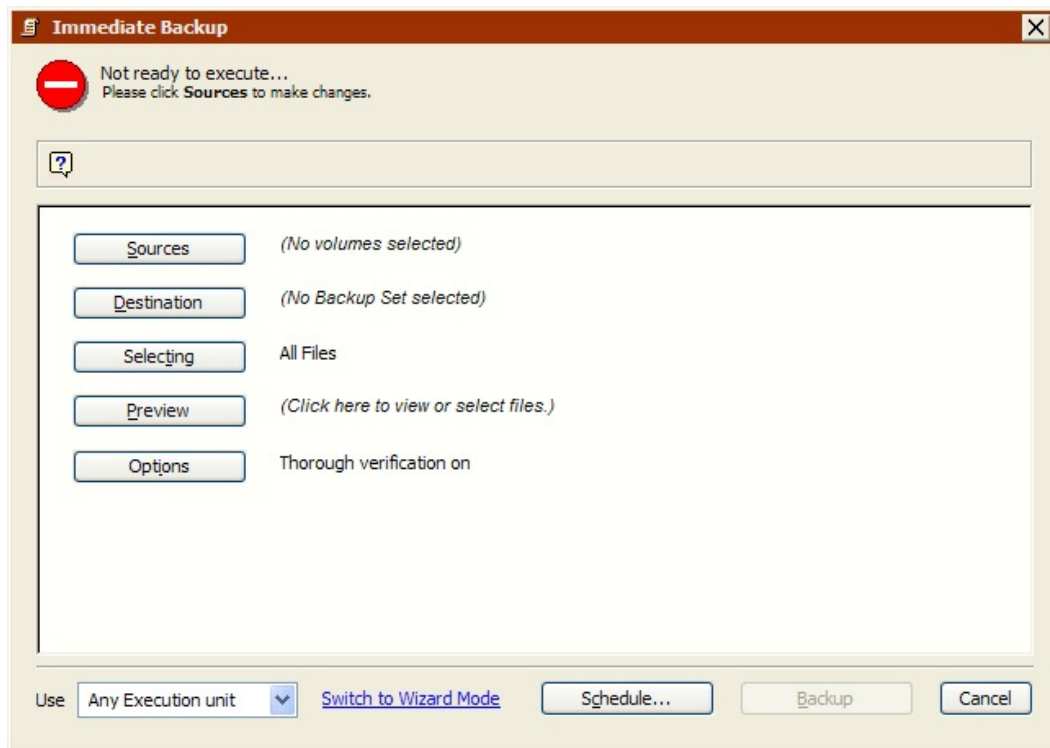 Immediate Backup
Not ready to execute...
Please click Sources to make changes.
?
Sources (No volumes selected)
Destination (No Backup Set selected)
Selecting All Files
Preview (Click here to view or select files.)
Options Thorough verification on
Use Any Execution unit Switch to Wizard Mode Schedule... Backup Cancel